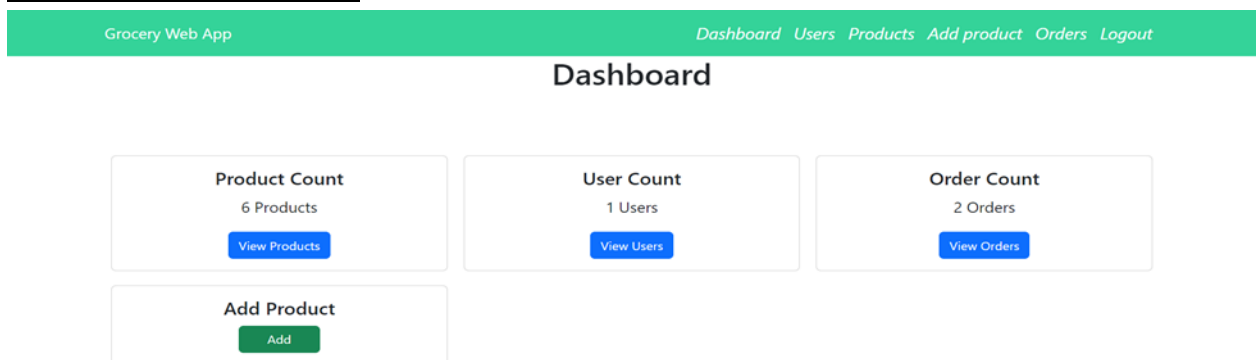 Grocery Web App
Dashboard Users Products Add product Orders Logout
Dashboard
Product Count
6 Products
View Products
User Count
1 Users
View Users
Order Count
2 Orders
View Orders
Add Product
Add